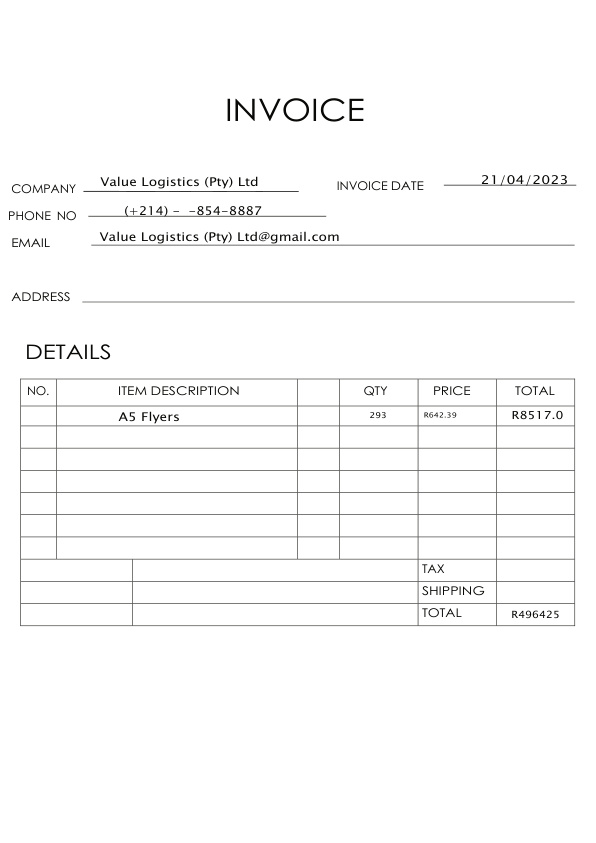 INVOICE
COMPANY Value Logistics (Pty) Ltd INVOICE DATE 21/04/2023
PHONE NO (+214) - -854-8887
EMAIL Value Logistics (Pty) Ltd@gmail.com
ADDRESS
DETAILS
NO. ITEM DESCRIPTION QTY PRICE TOTAL
A5 Flyers 293 R642.39 R8517.0
TAX
SHIPPING
TOTAL R496425